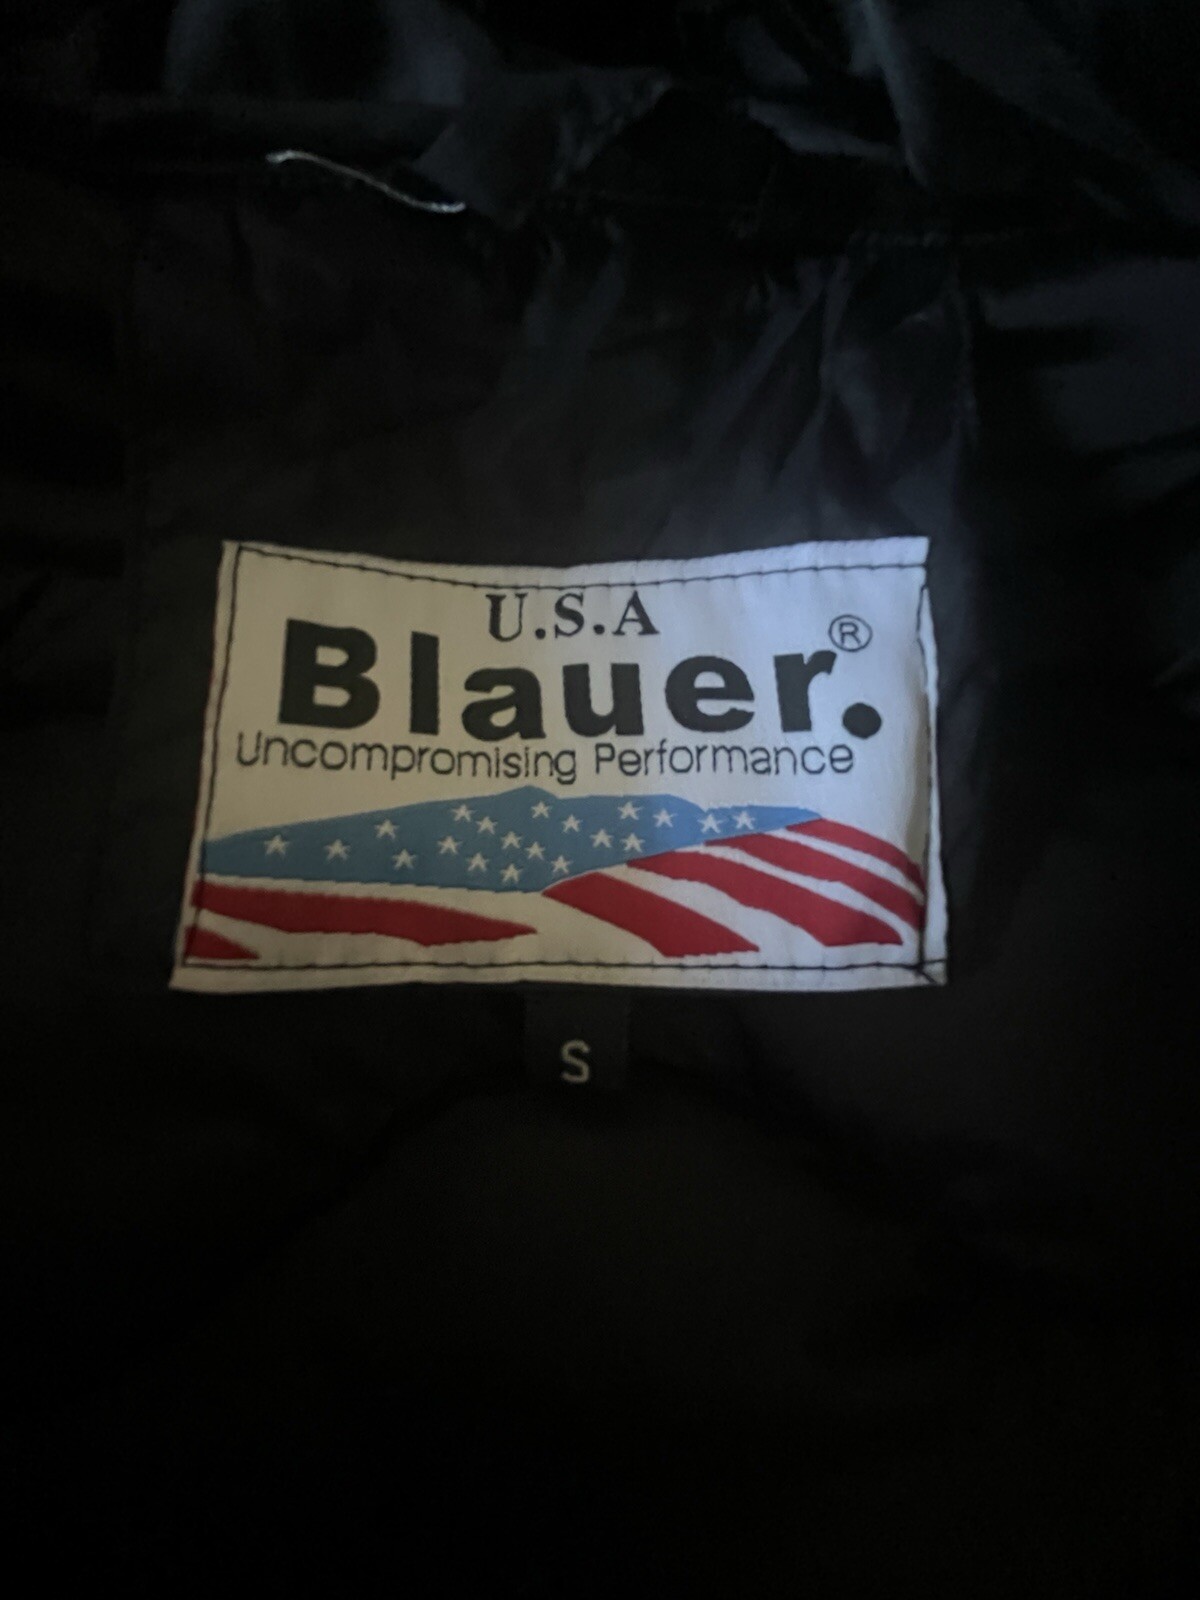 U.S.A
Blauer.®
Uncompromising Performance
S